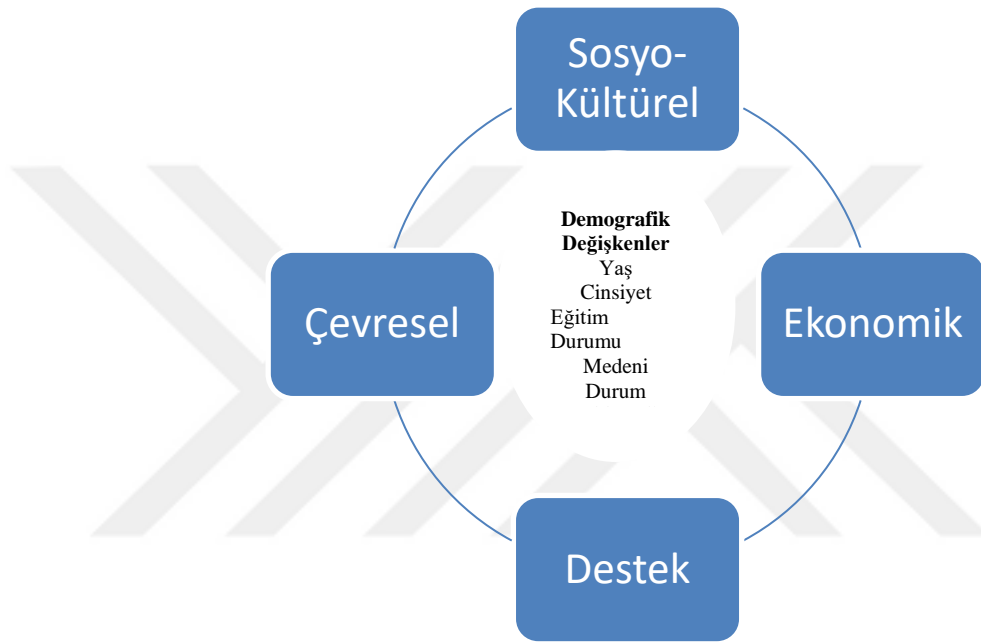 Sosyo-
Kültürel
Demografik
Değişkenler
Yaş
Cinsiyet
Eğitim
Durumu
Medeni
Durum
Çevresel
Ekonomik
Destek